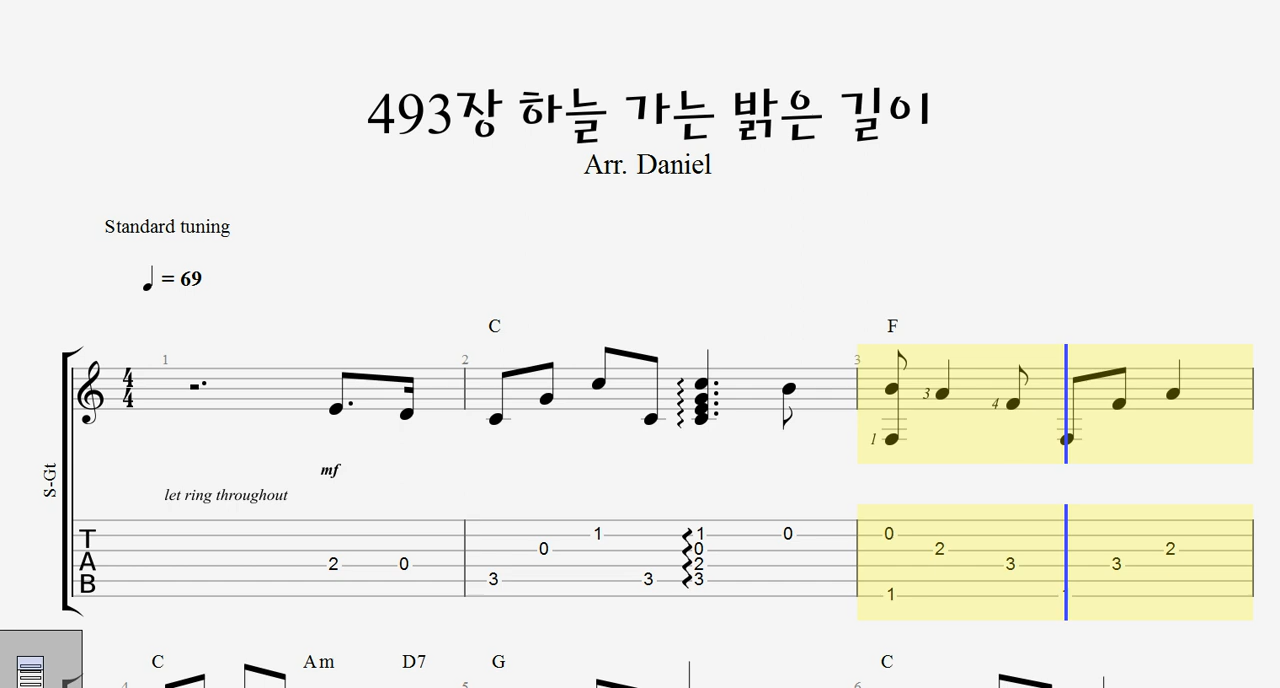 493장 하늘 가는 밝은 길이
Arr. Daniel
Standard tuning
♩ = 69
C F
1 2 3
4 4
3 4 1
S-Gt
mf
let ring throughout
T A B
2 0 3 0 1 3 1 0 2 3 0 0 1 2 3 3 2
C Am D7 G C
4 5 6